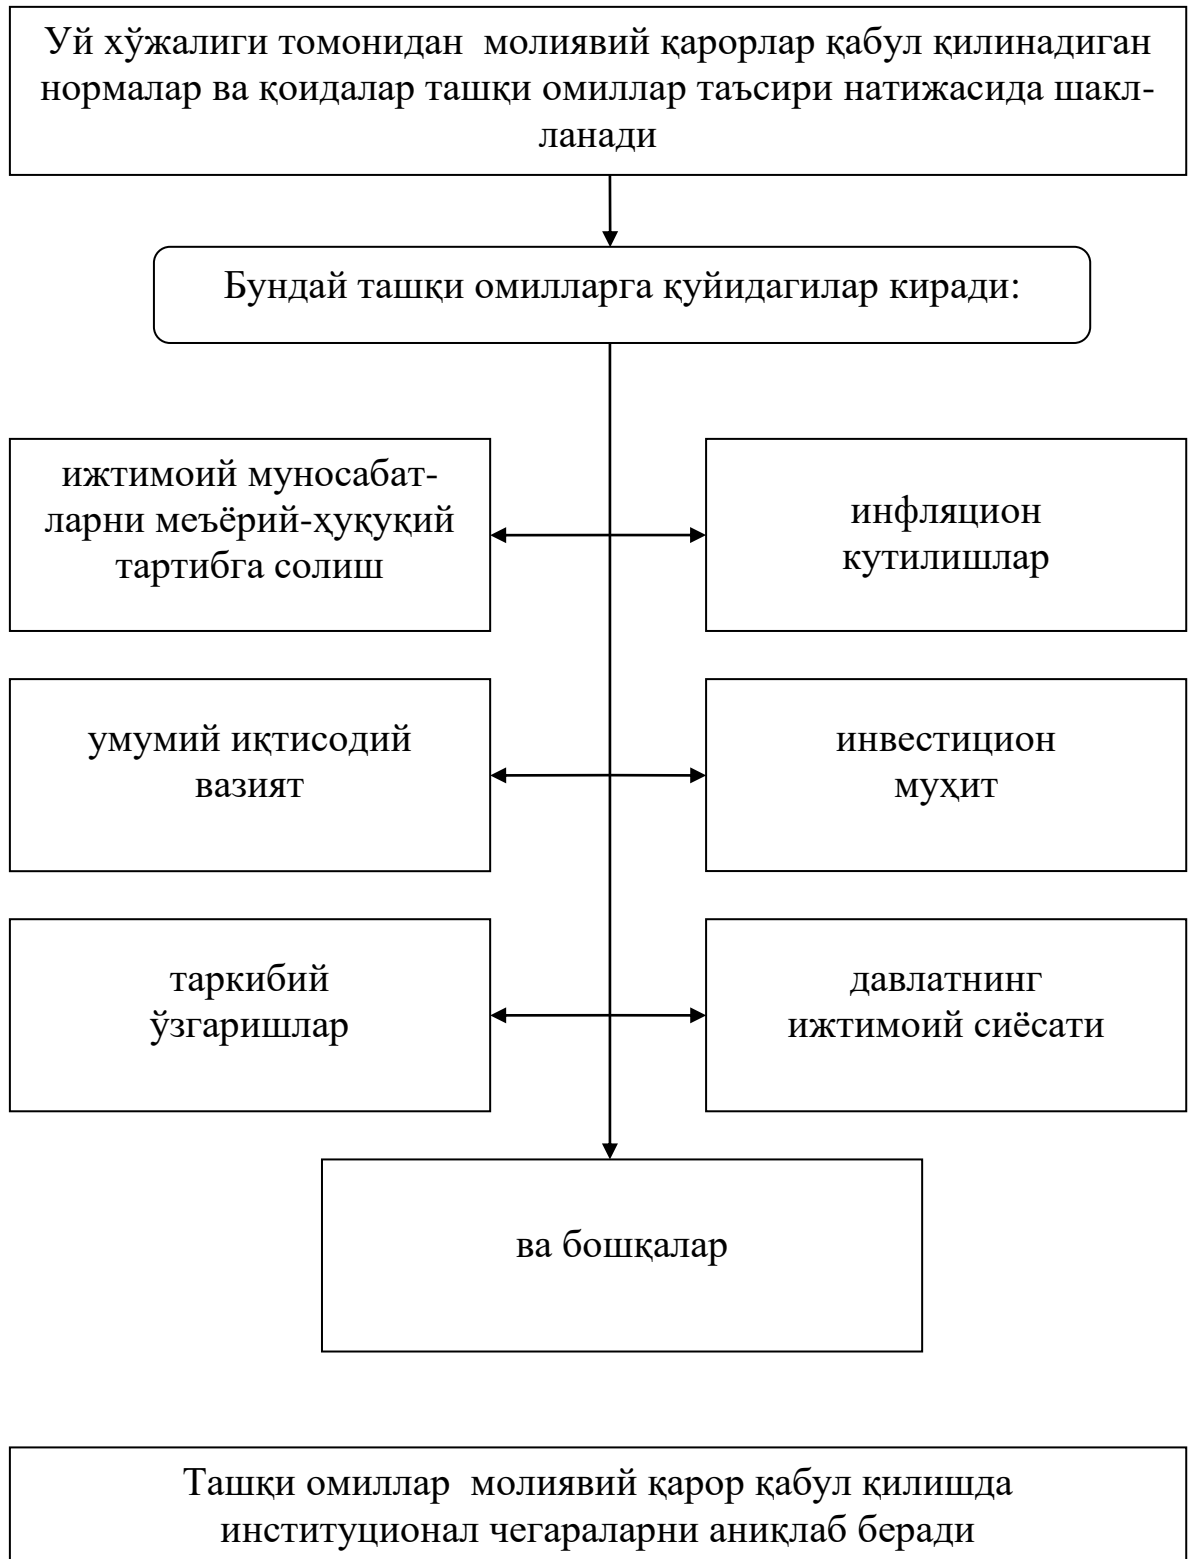 Уй хўжалиги томонидан молиявий қарорлар қабул қилинадиган
нормалар ва қоидалар ташқи омиллар таъсири натижасида шакл-
ланади
Бундай ташқи омилларга қуйидагилар киради:
ижтимоий муносабат-
ларни меъёрий-ҳуқуқий
тартибга солиш
инфляцион
кутилишлар
умумий иқтисодий
вазият
инвестицион
муҳит
таркибий
ўзгаришлар
давлатнинг
ижтимоий сиёсати
ва бошқалар
Ташқи омиллар молиявий қарор қабул қилишда
институционал чегараларни аниқлаб беради